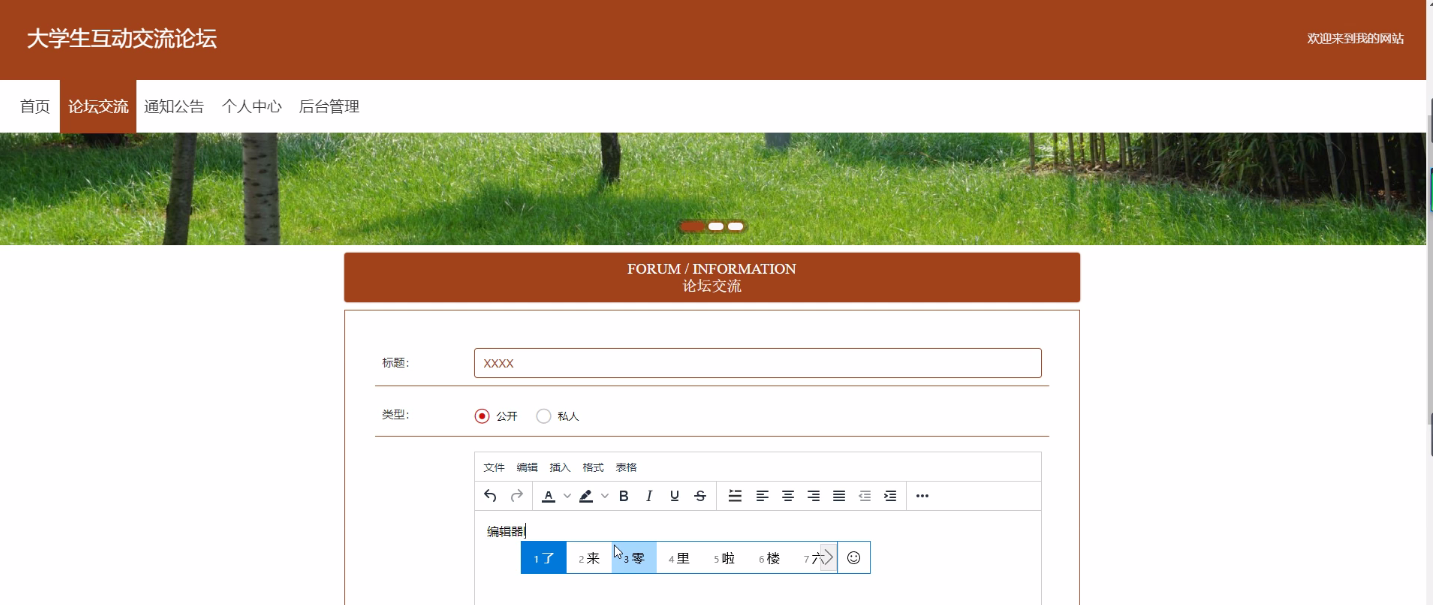 大学生互动交流论坛
欢迎来到我的网站
首页 论坛交流 通知公告 个人中心 后台管理
FORUM / INFORMATION
论坛交流
标题: XXXX
类型: 公开 私人
文件 编辑 插入 格式 表格
A B I U S
编辑器l
1 了 2 来 3 零 4 里 5 啦 6 楼 7 六